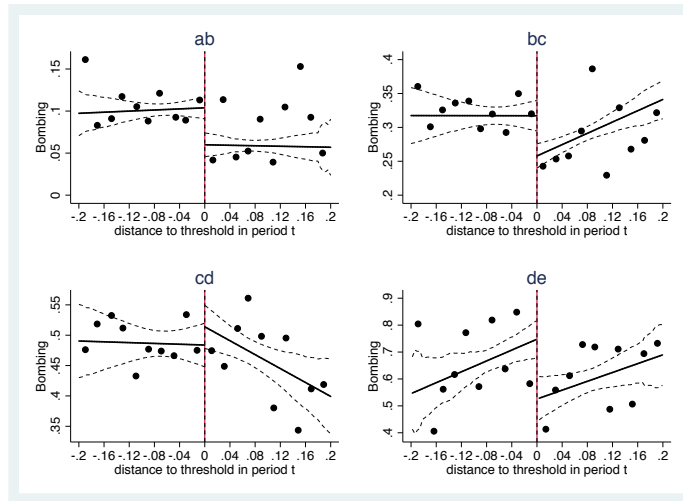 ab
Bombing
.15
.1
.05
0
-.2 -.16 -.12 -.08 -.04 0 .04 .08 .12 .16 .2
distance to threshold in period t
bc
Bombing
.4
.35
.3
.25
.2
-.2 -.16 -.12 -.08 -.04 0 .04 .08 .12 .16 .2
distance to threshold in period t
cd
Bombing
.55
.5
.45
.4
.35
-.2 -.16 -.12 -.08 -.04 0 .04 .08 .12 .16 .2
distance to threshold in period t
de
Bombing
.9
.8
.7
.6
.5
.4
-.2 -.16 -.12 -.08 -.04 0 .04 .08 .12 .16 .2
distance to threshold in period t